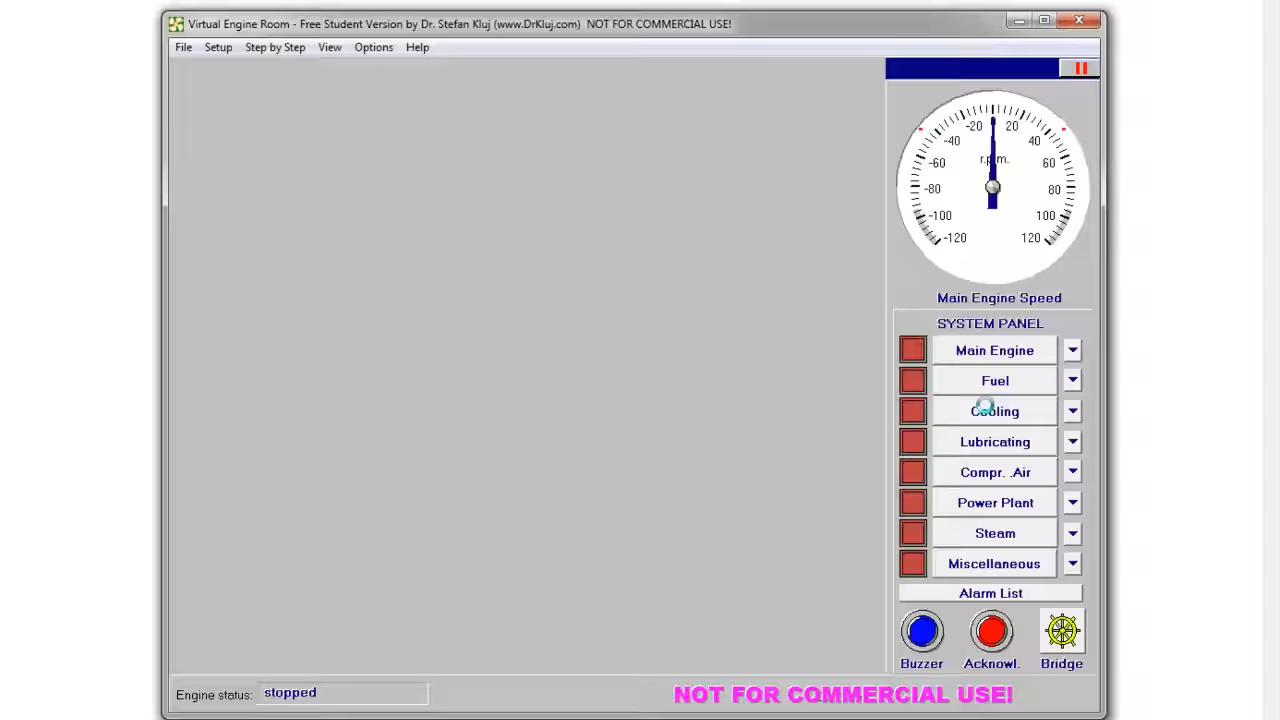 Virtual Engine Room - Free Student Version by Dr. Stefan Kluj (www.DrKluj.com)  NOT FOR COMMERCIAL USE!
File Setup Step by Step View Options Help
-20 20
-40 40
r.p.m.
-60 60
-80 80
-100 100
-120 120
Main Engine Speed
SYSTEM PANEL
Main Engine
Fuel
Cooling
Lubricating
Compr. .Air
Power Plant
Steam
Miscellaneous
Alarm List
Buzzer Acknowl. Bridge
Engine status: stopped
NOT FOR COMMERCIAL USE!